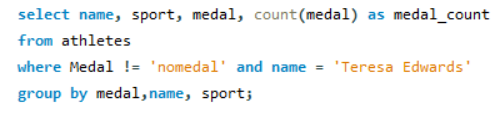 select name, sport, medal, count(medal) as medal_count
from athletes
where Medal != 'nomedal' and name = 'Teresa Edwards'
group by medal,name, sport;